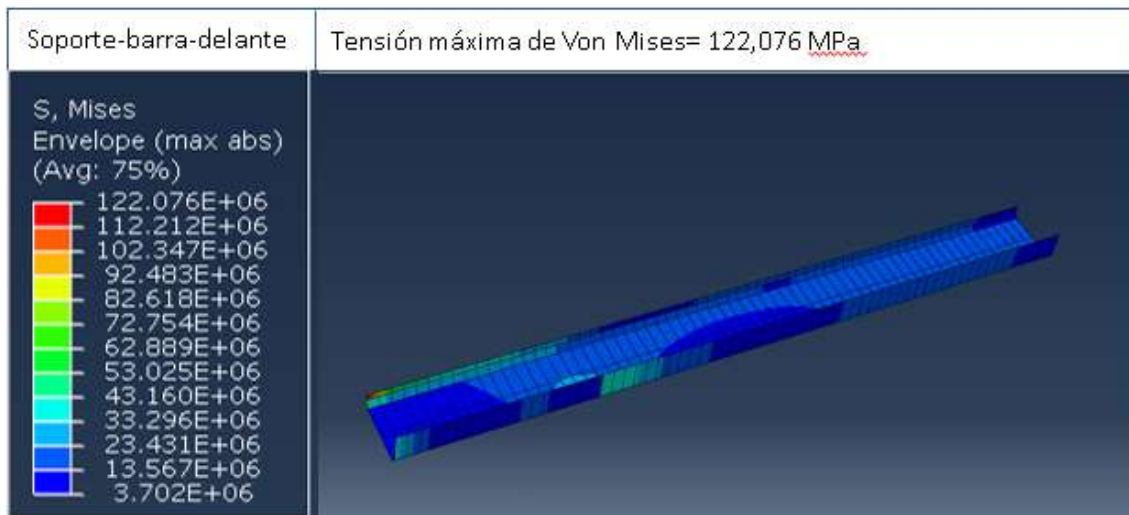 Soporte-barra-delante
Tensión máxima de Von Mises= 122,076 MPa
S, Mises
Envelope (max abs)
(Avg: 75%)
122.076E+06
112.212E+06
102.347E+06
92.483E+06
82.618E+06
72.754E+06
62.889E+06
53.025E+06
43.160E+06
33.296E+06
23.431E+06
13.567E+06
3.702E+06